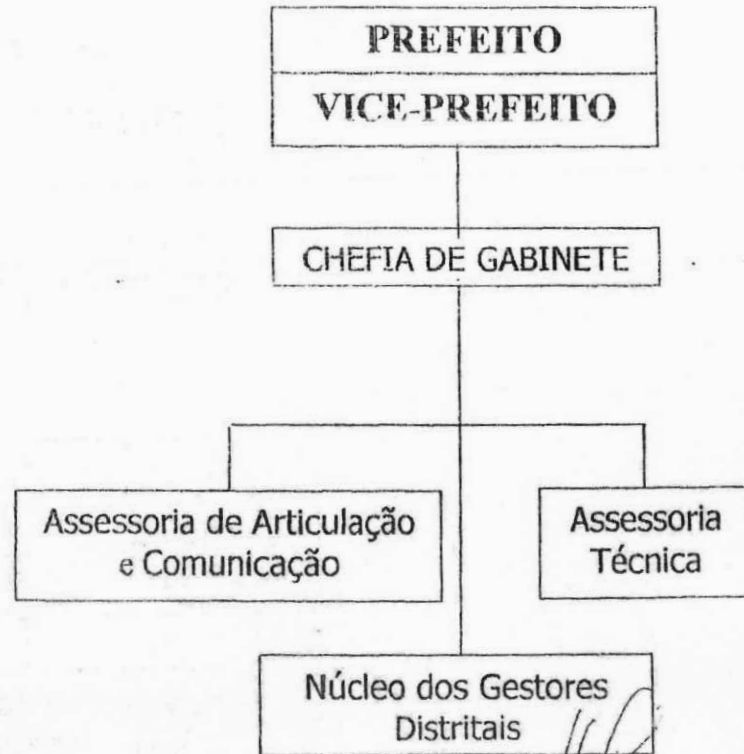 PREFEITO
VICE-PREFEITO
CHEFIA DE GABINETE
Assessoria de Articulação
e Comunicação
Assessoria
Técnica
Núcleo dos Gestores
Distritais